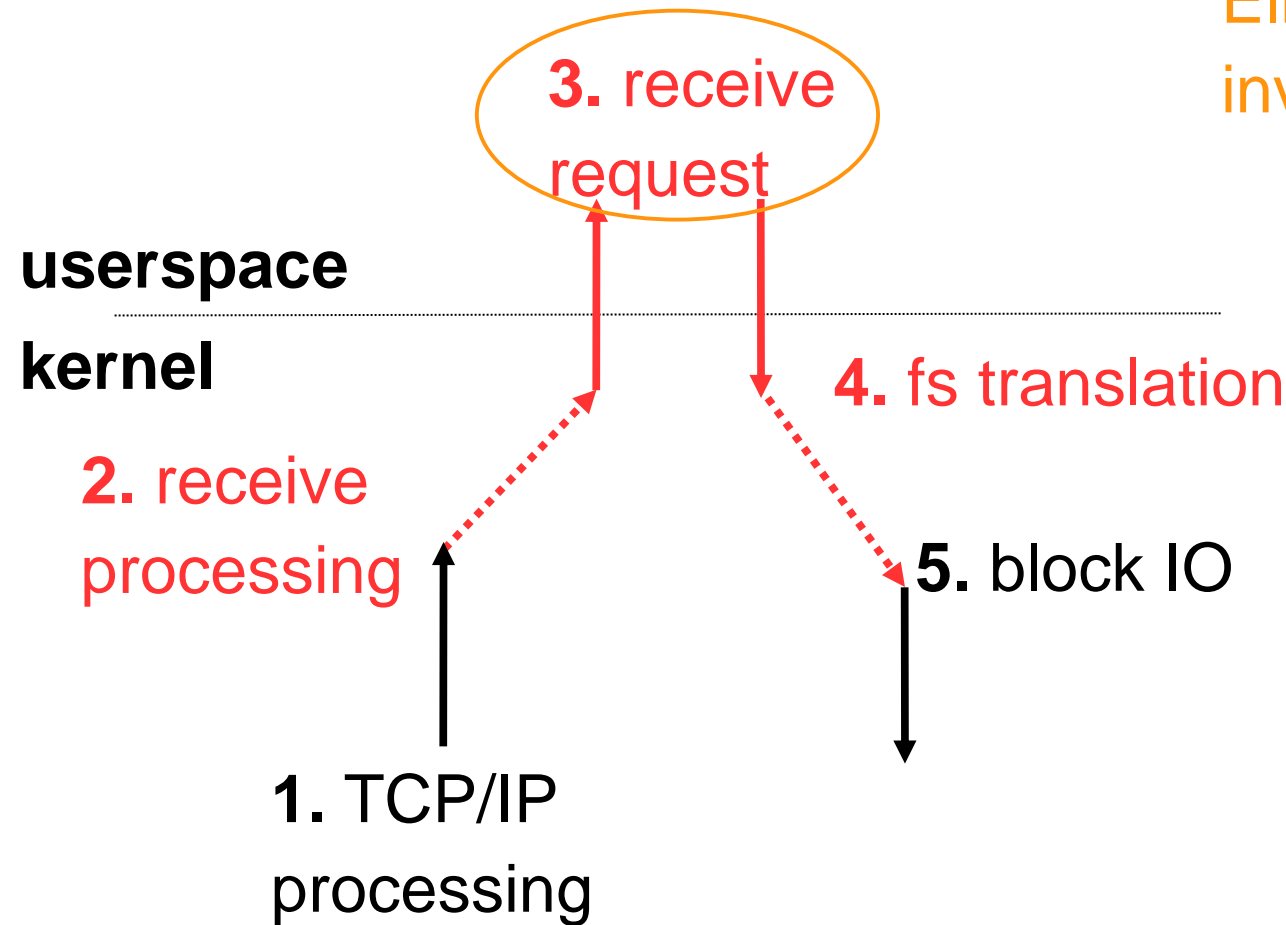 3. receive
request
userspace
kernel
4. fs translation
2. receive
processing
5. block IO
1. TCP/IP
processing